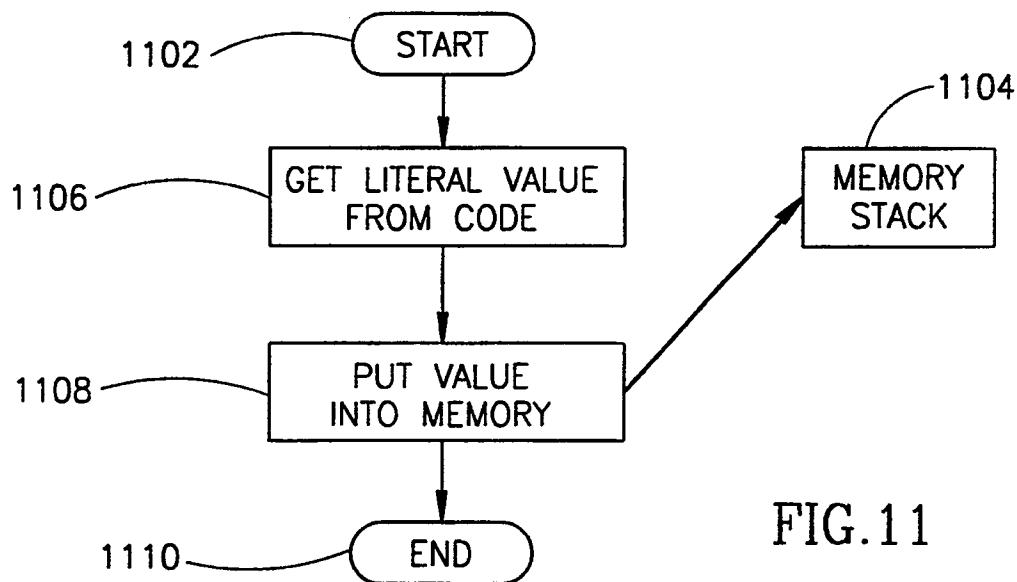 1102
START
1104
1106
GET LITERAL VALUE
FROM CODE
MEMORY
STACK
1108
PUT VALUE
INTO MEMORY
1110
END
FIG.11